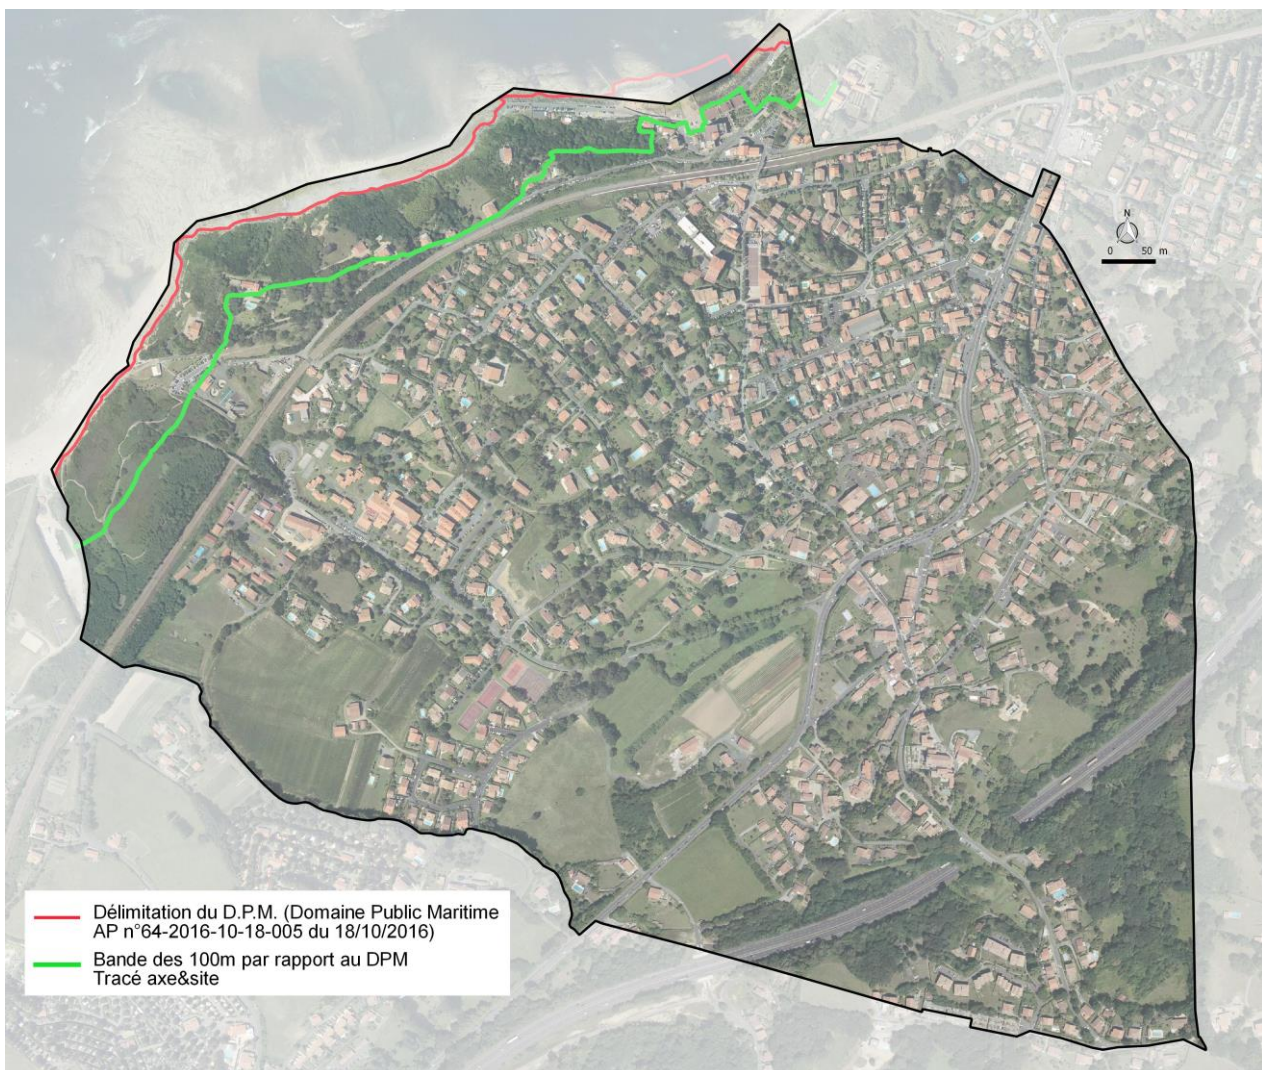 N
0 50 m
Délimitation du D.P.M. (Domaine Public Maritime
AP n°64-2016-10-18-005 du 18/10/2016)
Bande des 100m par rapport au DPM
Tracé axe&site